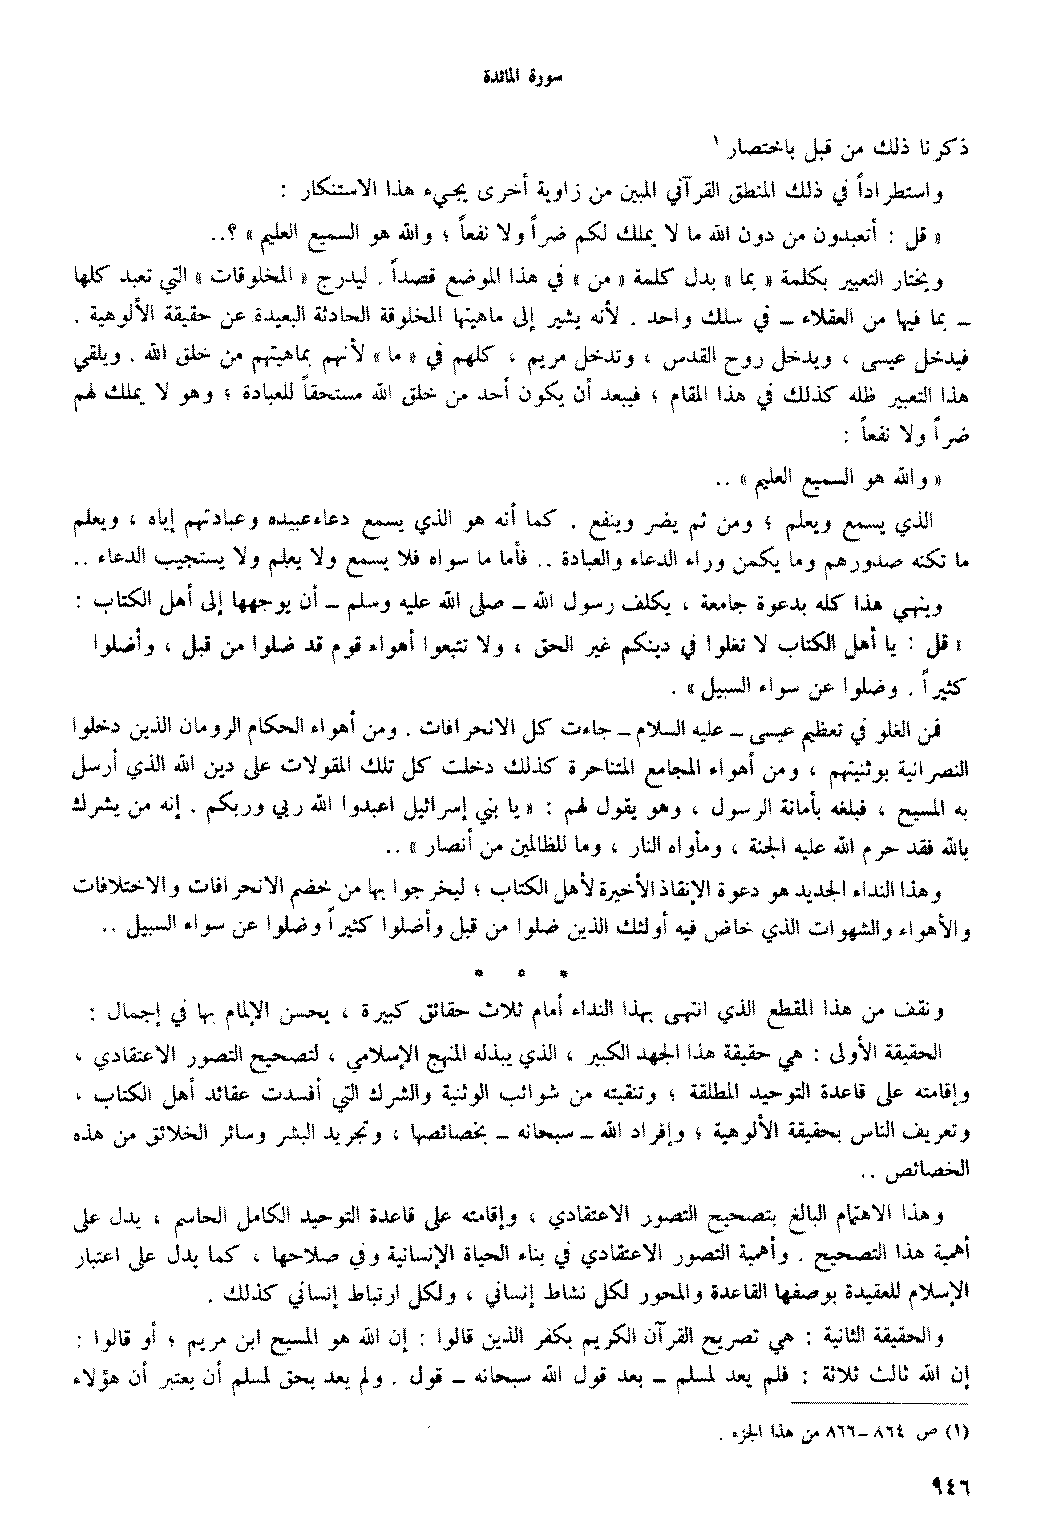 سورة المائدة
ذكرنا ذلك من قبل باختصار ١
واستطراداً في ذلك المنطق القرآني المبين من زاوية أخرى يجيء هذا الاستنكار :
« قل : أتعبدون من دون الله ما لا يملك لكم ضراً ولا نفعاً ؛ والله هو السميع العليم » ؟..
ويختار التعبير بكلمة « بما » بدل كلمة « من » في هذا الموضع قصداً . ليدرج « المخلوقات » التي تعبد كلها
ـ بما فيها من العقلاء ـ في سلك واحد . لأنه يشير إلى ماهيتها المخلوقة الحادثة البعيدة عن حقيقة الألوهية .
فيدخل عيسى ، ويدخل روح القدس ، وتدخل مريم ، كلهم في « ما » لأنهم بماهيتهم من خلق الله . ويلقي
هذا التعبير ظله كذلك في هذا المقام ؛ فيبعد أن يكون أحد من خلق الله مستحقاً للعبادة ؛ وهو لا يملك لهم
ضراً ولا نفعاً :
« والله هو السميع العليم » ..
الذي يسمع ويعلم ؛ ومن ثم يضر وينفع . كما أنه هو الذي يسمع دعاء عبيده وعبادتهم إياه ، ويعلم
ما تكنه صدورهم وما يكمن وراء الدعاء والعبادة .. فأما ما سواه فلا يسمع ولا يعلم ولا يستجيب الدعاء ..
وينهي هذا كله بدعوة جامعة ، يكلف رسول الله ـ صلى الله عليه وسلم ـ أن يوجهها إلى أهل الكتاب :
« قل : يا أهل الكتاب لا تغلوا في دينكم غير الحق ، ولا تتبعوا أهواء قوم قد ضلوا من قبل ، وأضلوا
كثيراً . وضلوا عن سواء السبيل » .
فمن الغلو في تعظيم عيسى ـ عليه السلام ـ جاءت كل الانحرافات . ومن أهواء الحكام الرومان الذين دخلوا
النصرانية بوثنيتهم ، ومن أهواء المجامع المتناحرة كذلك دخلت كل تلك المقولات على دين الله الذي أرسل
به المسيح ، فبلغه بأمانة الرسول ، وهو يقول لهم : « يا بني إسرائيل اعبدوا الله ربي وربكم . إنه من يشرك
بالله فقد حرم الله عليه الجنة ، ومأواه النار ، وما للظالمين من أنصار » ..
وهذا النداء الجديد هو دعوة الإنقاذ الأخيرة لأهل الكتاب ؛ ليخرجوا بها من خضم الانحرافات والاختلافات
والأهواء والشهوات الذي خاض فيه أولئك الذين ضلوا من قبل وأضلوا كثيراً وضلوا عن سواء السبيل ..
* * *
ونقف من هذا المقطع الذي انتهى بهذا النداء أمام ثلاث حقائق كبيرة ، يحسن الإلمام بها في إجمال :
الحقيقة الأولى : هي حقيقة هذا الجهد الكبير ، الذي يبذله المنهج الإسلامي ، لتصحيح التصور الاعتقادي ،
وإقامته على قاعدة التوحيد المطلقة ؛ وتنقيته من شوائب الوثنية والشرك التي أفسدت عقائد أهل الكتاب ،
وتعريف الناس بحقيقة الألوهية ؛ وإفراد الله ـ سبحانه ـ بخصائصها ، وتجريد البشر وسائر الخلائق من هذه
الخصائص ..
وهذا الاهتمام البالغ بتصحيح التصور الاعتقادي ، وإقامته على قاعدة التوحيد الكامل الحاسم ، يدل على
أهمية هذا التصحيح . وأهمية التصور الاعتقادي في بناء الحياة الإنسانية وفي صلاحها ، كما يدل على اعتبار
الإسلام للعقيدة بوصفها القاعدة والمحور لكل نشاط إنساني ، ولكل ارتباط إنساني كذلك .
والحقيقة الثانية : هي تصريح القرآن الكريم بكفر الذين قالوا : إن الله هو المسيح ابن مريم ؛ أو قالوا :
إن الله ثالث ثلاثة : فلم يعد لمسلم ـ بعد قول الله سبحانه ـ قول . ولم يعد يحق لمسلم أن يعتبر أن هؤلاء
(١) ص ٨٦٤ ـ ٨٦٦ من هذا الجزء .
٩٤٦